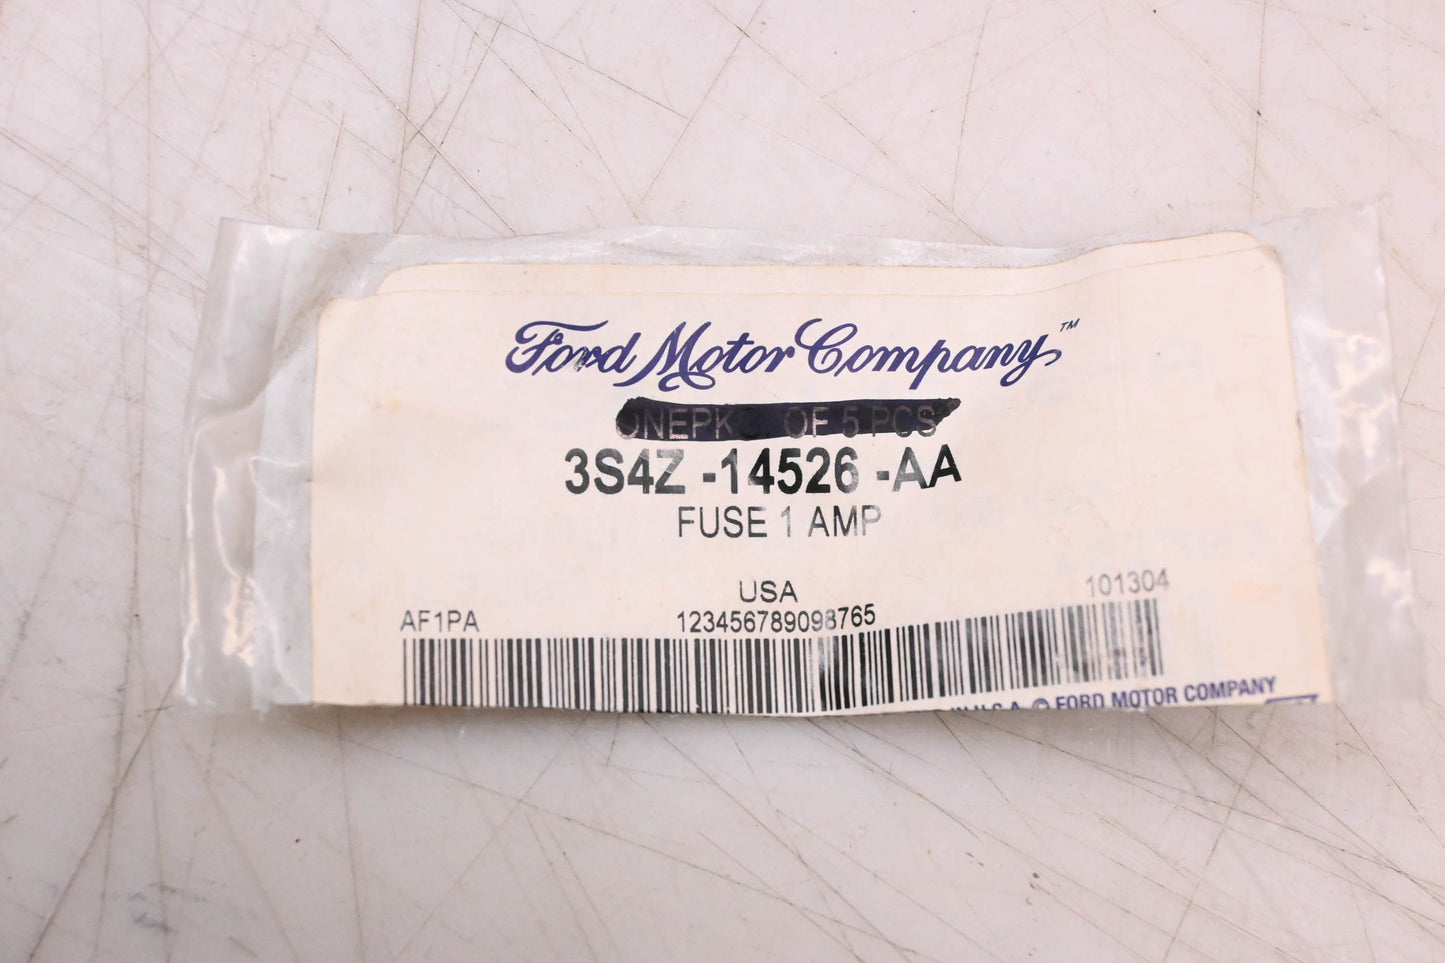 Ford Motor Company™
ONEPKG OF 5 PCS
3S4Z -14526 -AA
FUSE 1 AMP
USA
101304
AF1PA
123456789098765
U.S.A. © FORD MOTOR COMPANY